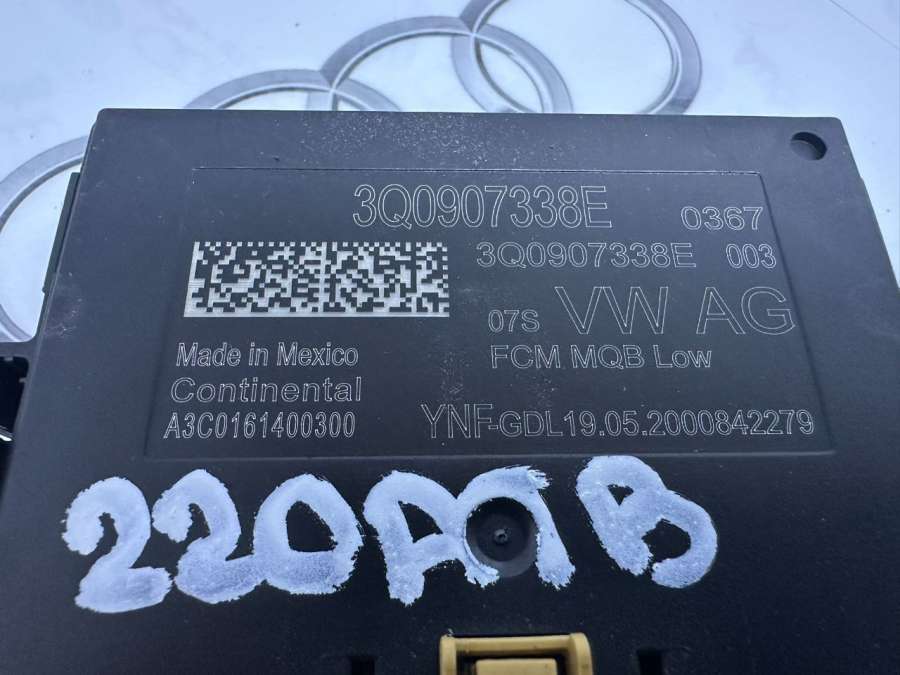 3Q0907338E 0367
3Q0907338E 003
07S VW AG
FCM MQB Low
Made in Mexico
Continental
A3C0161400300
YNF-GDL19.05.2000842279